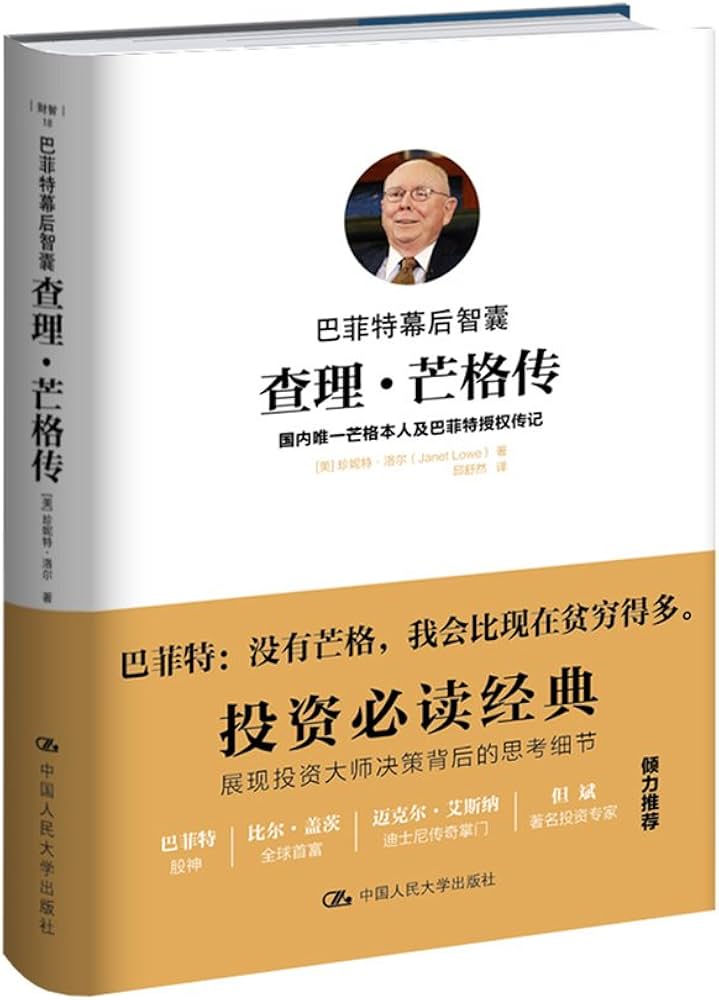 财智
18
巴菲特幕后智囊
查理·芒格传
[美]珍妮特·洛尔 著
中国人民大学出版社
巴菲特幕后智囊
查理·芒格传
国内唯一芒格本人及巴菲特授权传记
[美]珍妮特·洛尔(Janet Lowe)著
邱舒然 译
巴菲特：没有芒格，我会比现在贫穷得多。
投资必读经典
展现投资大师决策背后的思考细节
巴菲特
股神
比尔·盖茨
全球首富
迈克尔·艾斯纳
迪士尼传奇掌门
但斌
著名投资专家
倾力推荐
中国人民大学出版社